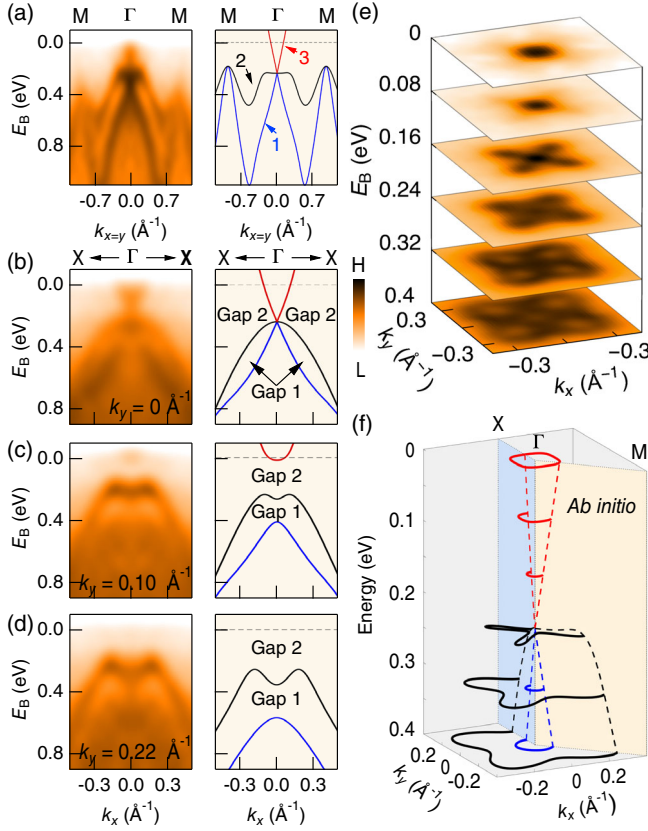 (a)
M Γ M
M Γ M
0.0
0.4
0.8
E_B (eV)
2
3
1
-0.7 0.0 0.7
-0.7 0.0 0.7
k_{x=y} (Å⁻¹)
k_{x=y} (Å⁻¹)
(b)
X ← Γ → X
X ← Γ → X
0.0
0.4
0.8
E_B (eV)
k_y = 0 Å⁻¹
Gap 2 Gap 2
Gap 1
(c)
0.0
0.4
0.8
E_B (eV)
k_y = 0.10 Å⁻¹
Gap 2
Gap 1
(d)
0.0
0.4
0.8
E_B (eV)
k_y = 0.22 Å⁻¹
Gap 2
Gap 1
-0.3 0.0 0.3
-0.3 0.0 0.3
k_x (Å⁻¹)
k_x (Å⁻¹)
(e)
0
0.08
0.16
0.24
0.32
0.4
E_B (eV)
H
L
0.3
-0.3
k_y (Å⁻¹)
-0.3
-0.3
k_x (Å⁻¹)
(f)
X
Γ
M
Ab initio
0
0.1
0.2
0.3
0.4
Energy (eV)
0.2
0
-0.2
k_y (Å⁻¹)
-0.2
0
0.2
k_x (Å⁻¹)